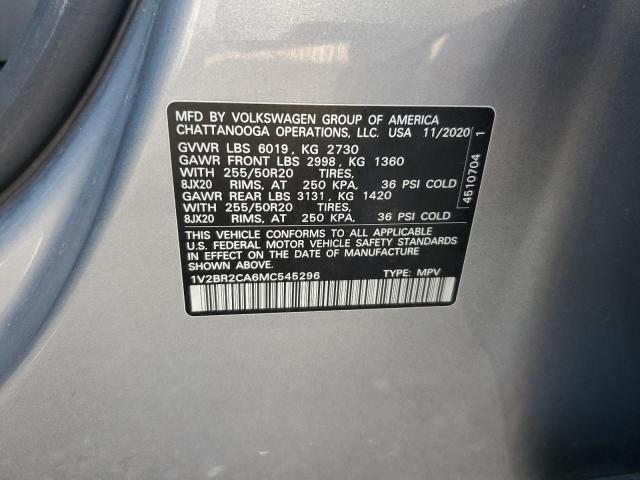 MFD BY VOLKSWAGEN GROUP OF AMERICA
CHATTANOOGA OPERATIONS, LLC. USA 11/2020
GVWR LBS 6019, KG 2730
GAWR FRONT LBS 2998, KG 1360
WITH 255/50R20 TIRES,
8JX20 RIMS, AT 250 KPA, 36 PSI COLD
GAWR REAR LBS 3131, KG 1420
WITH 255/50R20 TIRES,
8JX20 RIMS, AT 250 KPA, 36 PSI COLD
THIS VEHICLE CONFORMS TO ALL APPLICABLE
U.S. FEDERAL MOTOR VEHICLE SAFETY STANDARDS
IN EFFECT ON THE DATE OF MANUFACTURE
SHOWN ABOVE.
1V2BR2CA6MC545296 TYPE: MPV
4510704 1